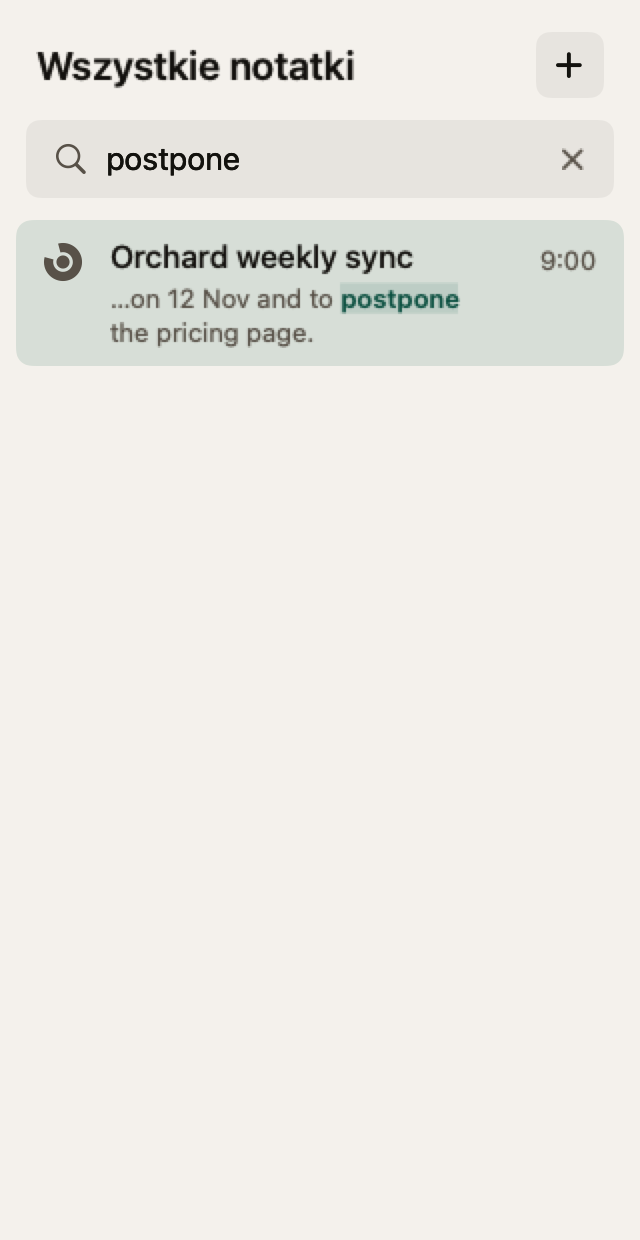 Wszystkie notatki
postpone
Orchard weekly sync
9:00
...on 12 Nov and to postpone
the pricing page.